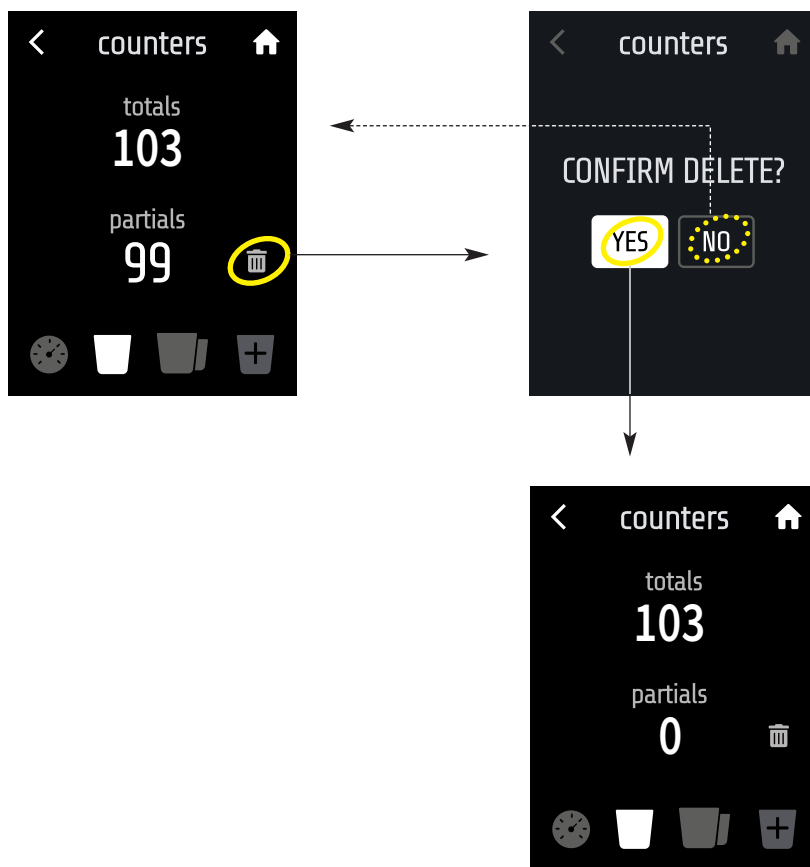 counters
totals
103
partials
99
counters
CONFIRM DELETE?
YES
NO
counters
totals
103
partials
0